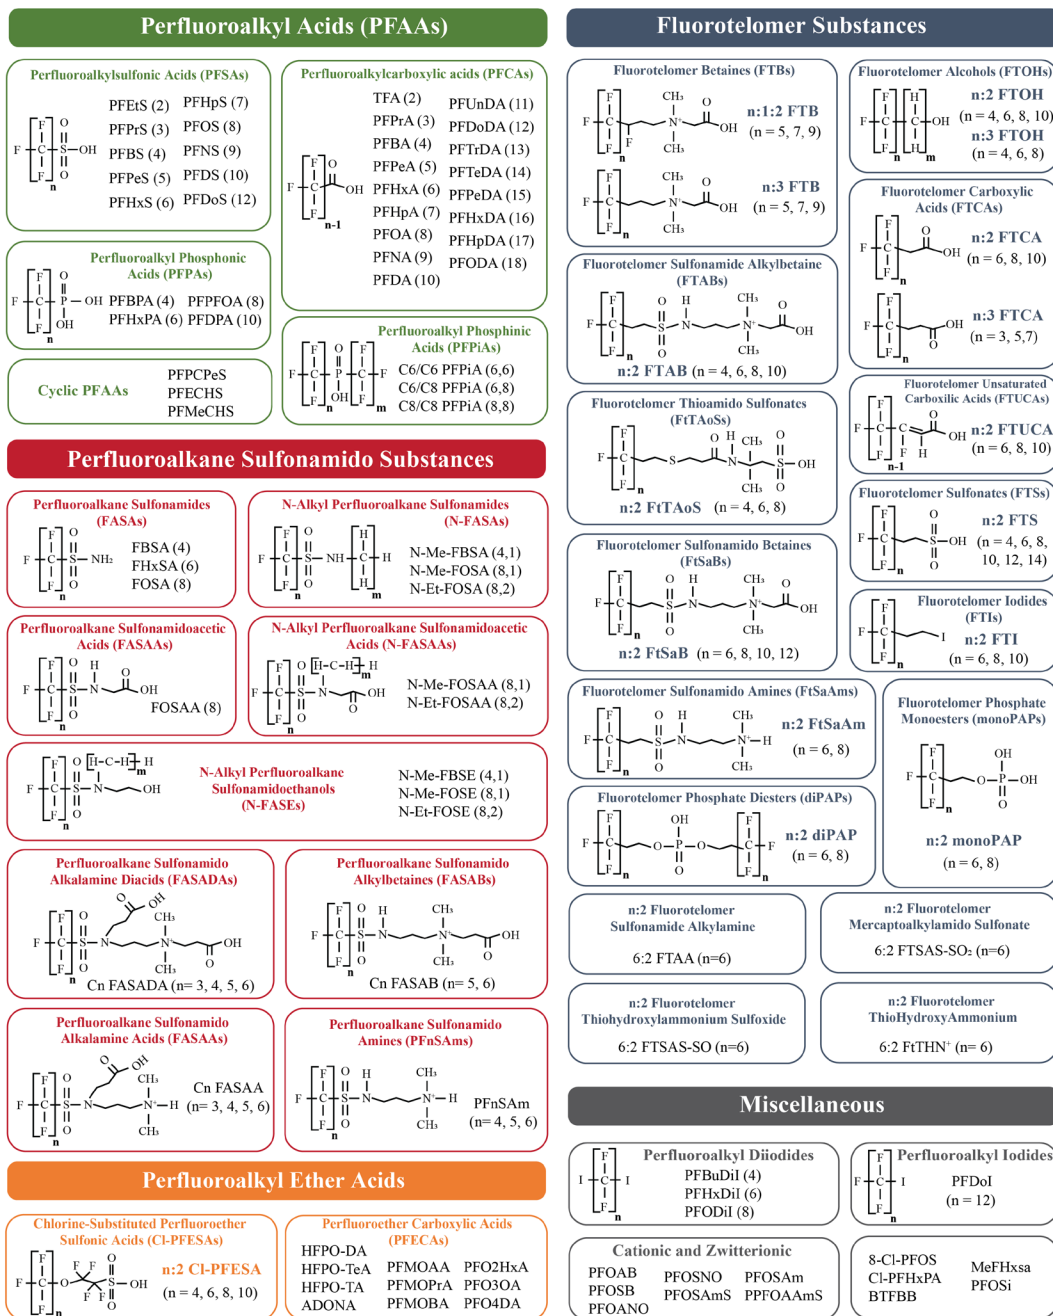 Perfluoroalkyl Acids (PFAAs)
Perfluoroalkylsulfonic Acids (PFSAs)
PFEtS (2)
PFPrS (3)
PFBS (4)
PFPeS (5)
PFHxS (6)
PFHpS (7)
PFOS (8)
PFNS (9)
PFDS (10)
PFDoS (12)
Perfluoroalkylcarboxylic acids (PFCAs)
TFA (2)
PFPrA (3)
PFBA (4)
PFPeA (5)
PFHxA (6)
PFHpA (7)
PFOA (8)
PFNA (9)
PFDA (10)
PFUnDA (11)
PFDoDA (12)
PFTrDA (13)
PFTeDA (14)
PFPeDA (15)
PFHxDA (16)
PFHpDA (17)
PFODA (18)
Perfluoroalkyl Phosphonic
Acids (PFPAs)
PFBPA (4)
PFHxPA (6)
PFPFOA (8)
PFDPA (10)
Perfluoroalkyl Phosphinic
Acids (PFPiAs)
C6/C6 PFPiA (6,6)
C6/C8 PFPiA (6,8)
C8/C8 PFPiA (8,8)
Cyclic PFAAs
PFPCPeS
PFECHS
PFMeCHS
Perfluoroalkane Sulfonamido Substances
Perfluoroalkane Sulfonamides
(FASAs)
FBSA (4)
FHxSA (6)
FOSA (8)
N-Alkyl Perfluoroalkane Sulfonamides
(N-FASAs)
N-Me-FBSA (4,1)
N-Me-FOSA (8,1)
N-Et-FOSA (8,2)
Perfluoroalkane Sulfonamidoacetic
Acids (FASAAs)
FOSAA (8)
N-Alkyl Perfluoroalkane Sulfonamidoacetic
Acids (N-FASAAs)
N-Me-FOSAA (8,1)
N-Et-FOSAA (8,2)
N-Alkyl Perfluoroalkane
Sulfonamidoethanols
(N-FASEs)
N-Me-FBSE (4,1)
N-Me-FOSE (8,1)
N-Et-FOSE (8,2)
Perfluoroalkane Sulfonamido
Alkalamine Diacids (FASADAs)
Cn FASADA (n= 3, 4, 5, 6)
Perfluoroalkane Sulfonamido
Alkylbetaines (FASABs)
Cn FASAB (n= 5, 6)
Perfluoroalkane Sulfonamido
Alkalamine Acids (FASAAs)
Cn FASAA
(n= 3, 4, 5, 6)
Perfluoroalkane Sulfonamido
Amines (PFnSAms)
PFnSAm
(n= 4, 5, 6)
Perfluoroalkyl Ether Acids
Chlorine-Substituted Perfluoroether
Sulfonic Acids (Cl-PFESAs)
n:2 Cl-PFESA
(n = 4, 6, 8, 10)
Perfluoroether Carboxylic Acids
(PFECAs)
HFPO-DA
HFPO-TeA
HFPO-TA
ADONA
PFMOAA
PFMOPrA
PFMOBA
PFO2HxA
PFO3OA
PFO4DA
Fluorotelomer Substances
Fluorotelomer Betaines (FTBs)
n:1:2 FTB
(n = 5, 7, 9)
n:3 FTB
(n = 5, 7, 9)
Fluorotelomer Alcohols (FTOHs)
n:2 FTOH
(n = 4, 6, 8, 10)
n:3 FTOH
(n = 4, 6, 8)
Fluorotelomer Carboxylic
Acids (FTCAs)
n:2 FTCA
(n = 6, 8, 10)
n:3 FTCA
(n = 3, 5,7)
Fluorotelomer Sulfonamide Alkylbetaine
(FTABs)
n:2 FTAB (n = 4, 6, 8, 10)
Fluorotelomer Unsaturated
Carboxilic Acids (FTUCAs)
n:2 FTUCA
(n = 6, 8, 10)
Fluorotelomer Thioamido Sulfonates
(FtTAoSs)
n:2 FtTAoS (n = 4, 6, 8)
Fluorotelomer Sulfonates (FTSs)
n:2 FTS
(n = 4, 6, 8,
10, 12, 14)
Fluorotelomer Sulfonamido Betaines
(FtSaBs)
n:2 FtSaB (n = 6, 8, 10, 12)
Fluorotelomer Iodides
(FTIs)
n:2 FTI
(n = 6, 8, 10)
Fluorotelomer Sulfonamido Amines (FtSaAms)
n:2 FtSaAm
(n = 6, 8)
Fluorotelomer Phosphate
Monoesters (monoPAPs)
n:2 monoPAP
(n = 6, 8)
Fluorotelomer Phosphate Diesters (diPAPs)
n:2 diPAP
(n = 6, 8)
n:2 Fluorotelomer
Sulfonamide Alkylamine
6:2 FTAA (n=6)
n:2 Fluorotelomer
Mercaptoalkylamido Sulfonate
6:2 FTSAS-SO₂ (n=6)
n:2 Fluorotelomer
Thiohydroxylammonium Sulfoxide
6:2 FTSAS-SO (n=6)
n:2 Fluorotelomer
ThioHydroxyAmmonium
6:2 FtTHN⁺ (n= 6)
Miscellaneous
Perfluoroalkyl Diiodides
PFBuDiI (4)
PFHxDiI (6)
PFODiI (8)
Perfluoroalkyl Iodides
PFDoI
(n = 12)
Cationic and Zwitterionic
PFOAB
PFOSB
PFOANO
PFOSNO
PFOSAmS
PFOSAm
PPFOAAmS
8-Cl-PFOS
Cl-PFHxPA
BTFBB
MeFHxsa
PFOSi